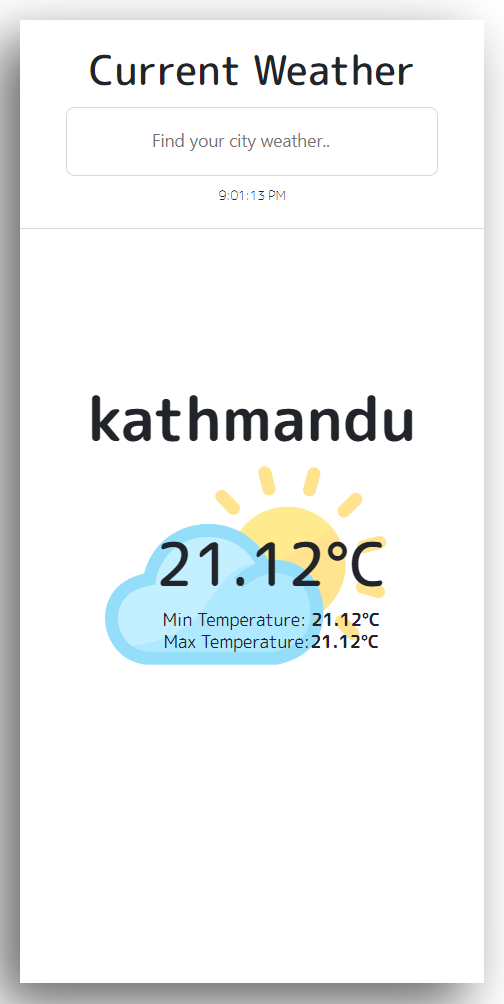 Current Weather
Find your city weather..
9:01:13 PM
kathmandu
21.12°C
Min Temperature: 21.12°C
Max Temperature:21.12°C